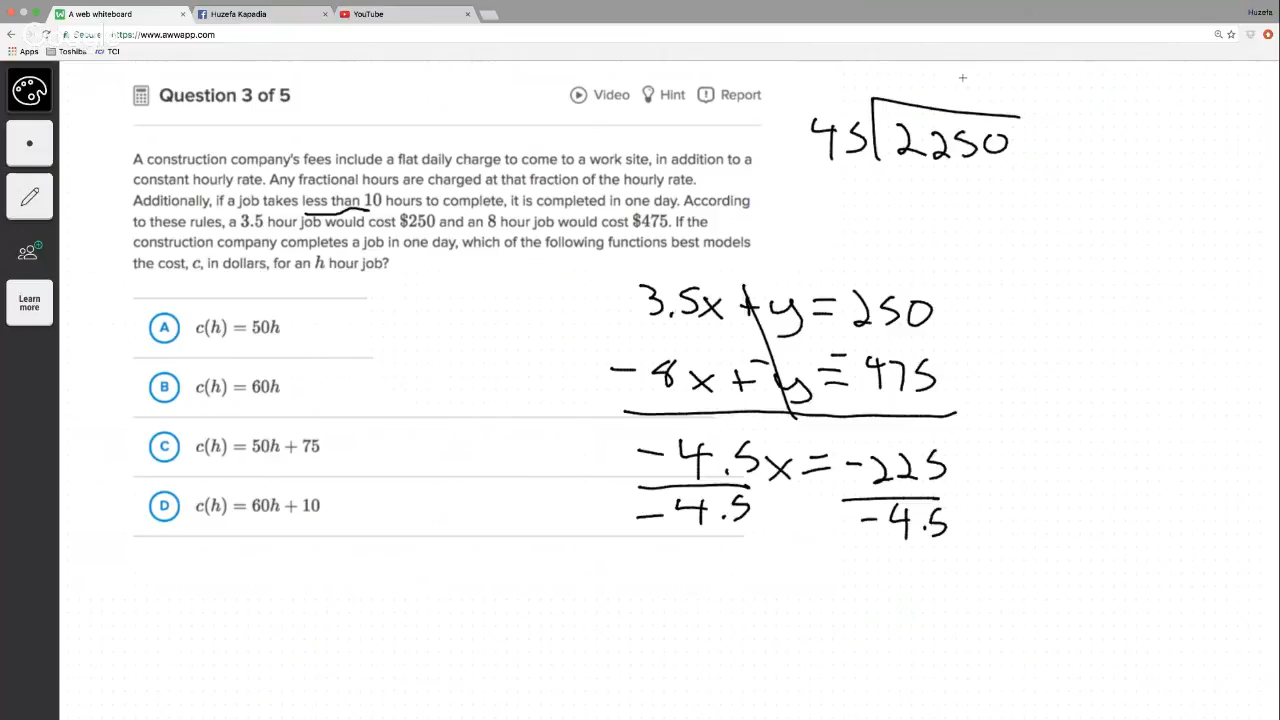 A web whiteboard
Huzefa Kapadia
YouTube
Huzefa
Secure https://www.awwapp.com
Apps
Toshiba
TCI
Question 3 of 5
Video
Hint
Report
A construction company's fees include a flat daily charge to come to a work site, in addition to a
constant hourly rate. Any fractional hours are charged at that fraction of the hourly rate.
Additionally, if a job takes less than 10 hours to complete, it is completed in one day. According
to these rules, a 3.5 hour job would cost $250 and an 8 hour job would cost $475. If the
construction company completes a job in one day, which of the following functions best models
the cost, c, in dollars, for an h hour job?
A c(h) = 50h
B c(h) = 60h
C c(h) = 50h + 75
D c(h) = 60h + 10
Learn
more
45 2250
3.5x + y = 250
- 8x + - y = - 475
-4.5x = -225
-4.5 -4.5